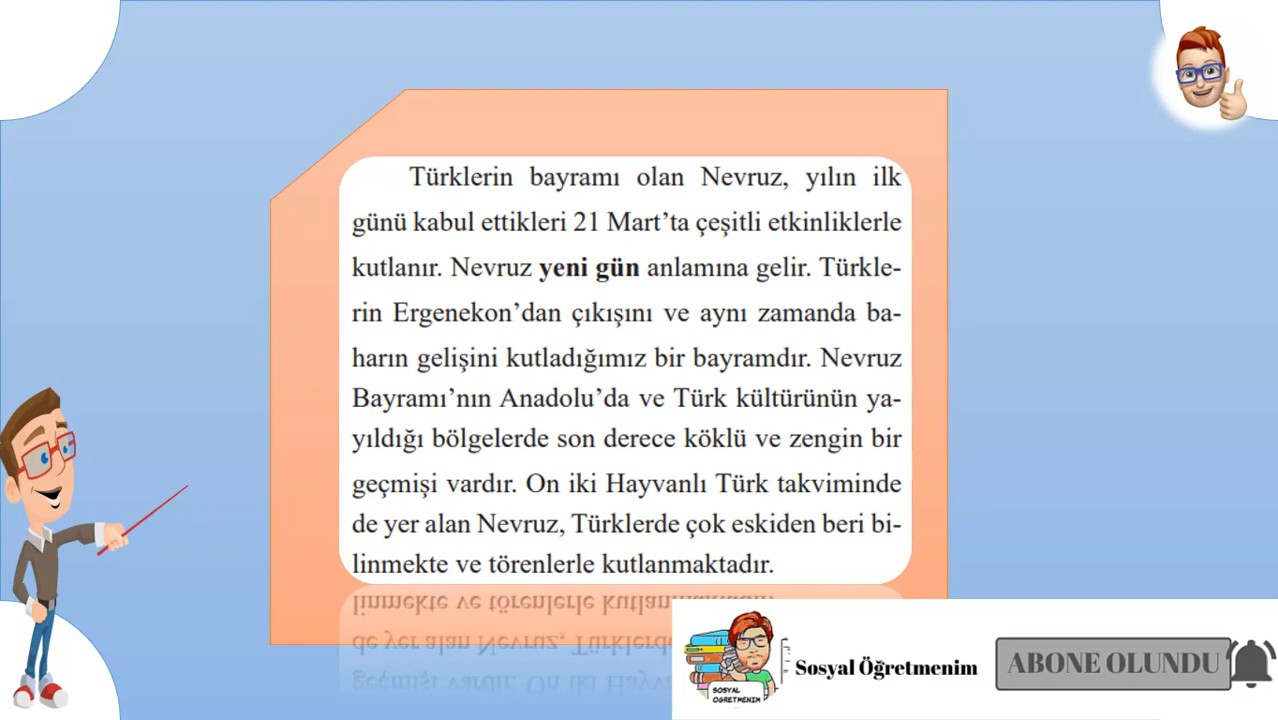 Türklerin bayramı olan Nevruz, yılın ilk
günü kabul ettikleri 21 Mart’ta çeşitli etkinliklerle
kutlanır. Nevruz yeni gün anlamına gelir. Türkle-
rin Ergenekon’dan çıkışını ve aynı zamanda ba-
harın gelişini kutladığımız bir bayramdır. Nevruz
Bayramı’nın Anadolu’da ve Türk kültürünün ya-
yıldığı bölgelerde son derece köklü ve zengin bir
geçmişi vardır. On iki Hayvanlı Türk takviminde
de yer alan Nevruz, Türklerde çok eskiden beri bi-
linmekte ve törenlerle kutlanmaktadır.
SOSYAL
OGRETMENIM
Sosyal Öğretmenim
ABONE OLUNDU